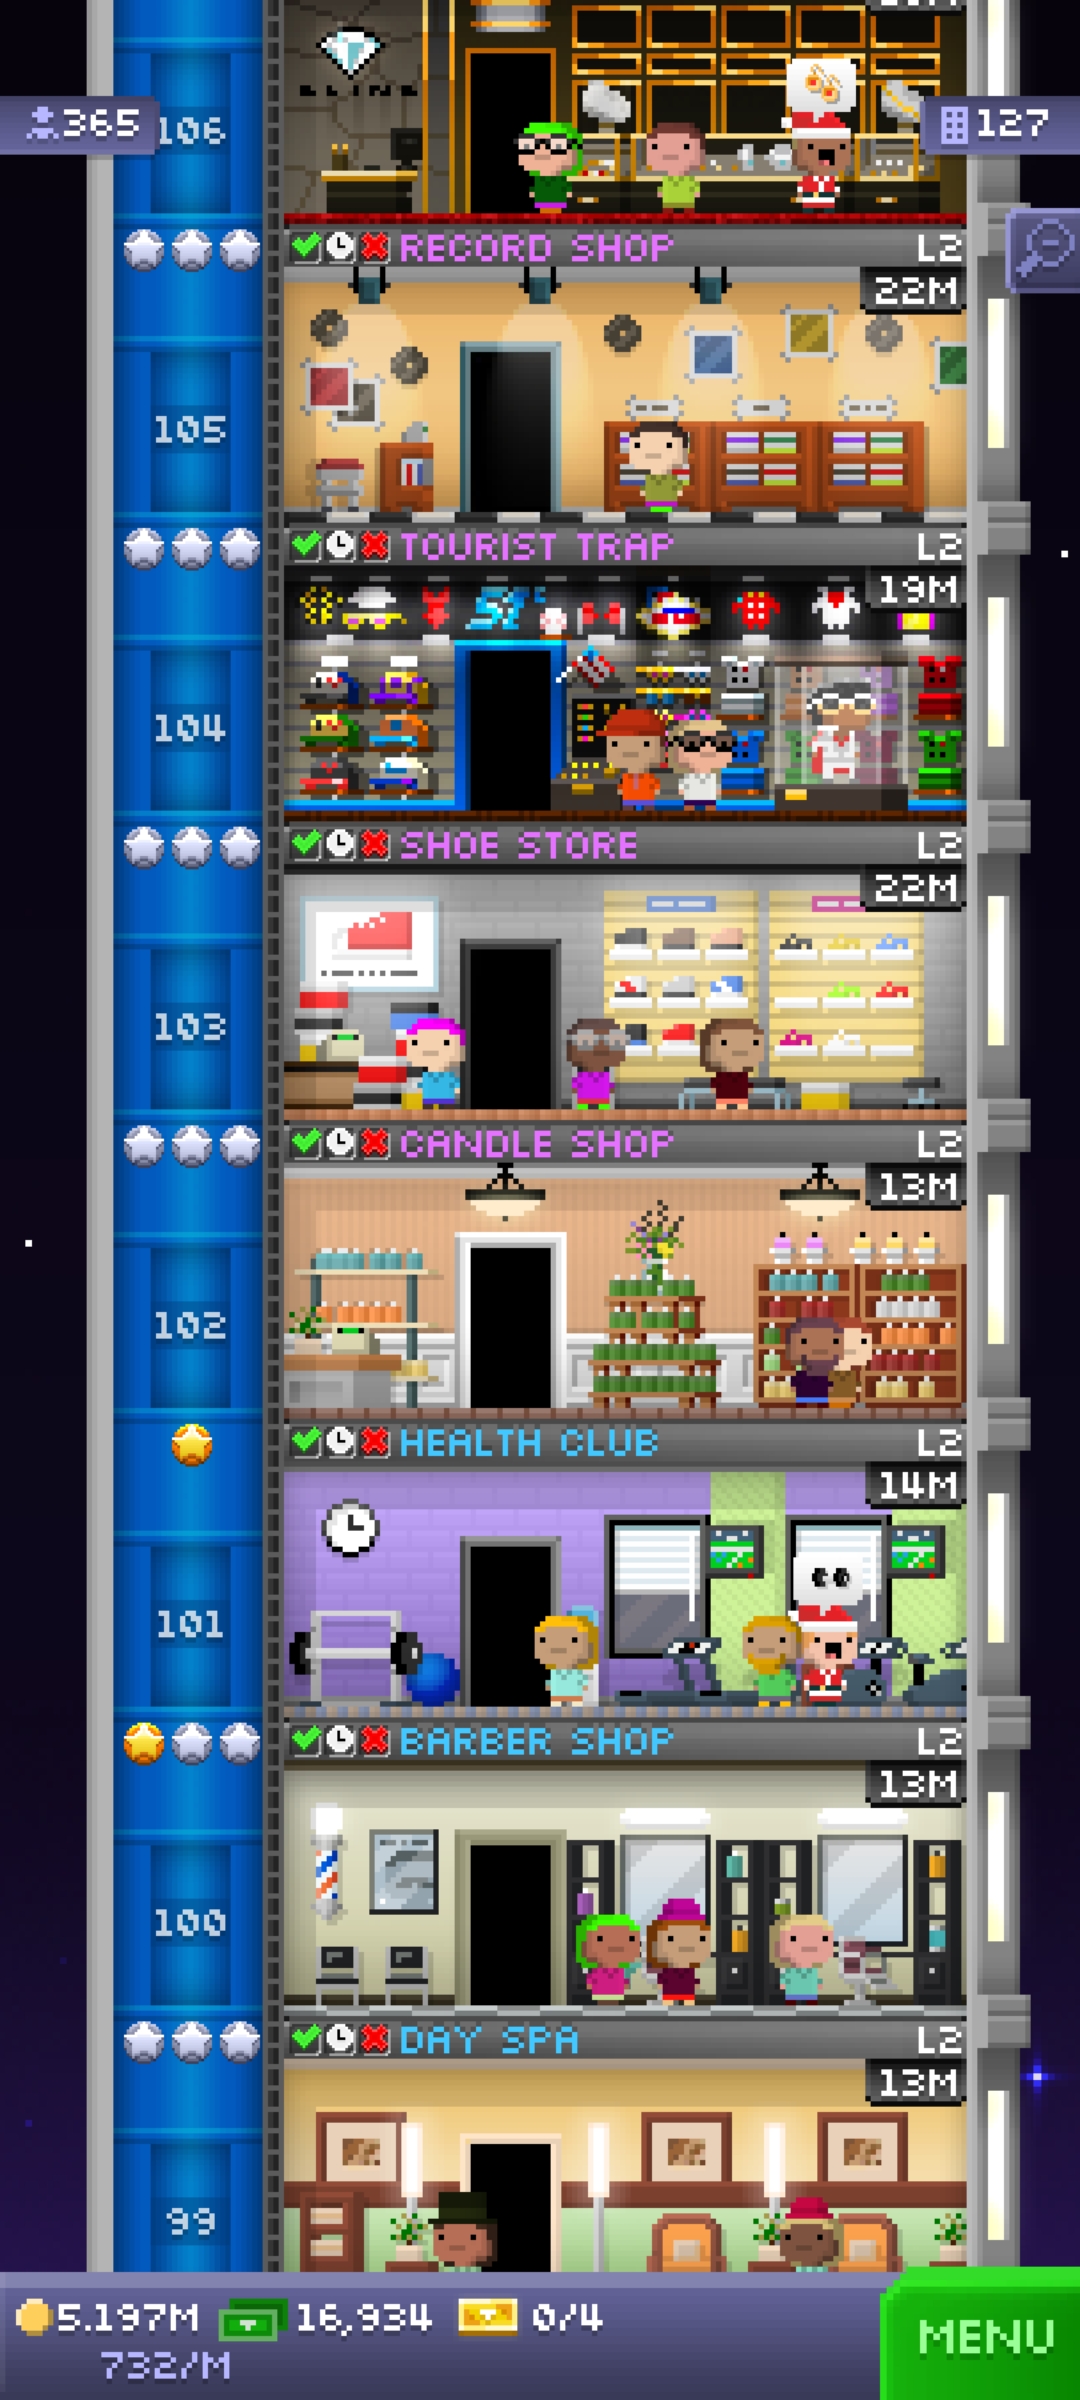 BLING
365
106
127
RECORD SHOP L2
22M
105
TOURIST TRAP L2
19M
104
SHOE STORE L2
22M
103
CANDLE SHOP L2
13M
102
HEALTH CLUB L2
14M
101
BARBER SHOP L2
13M
100
DAY SPA L2
13M
99
5.197M 16,934 0/4
732/M
MENU